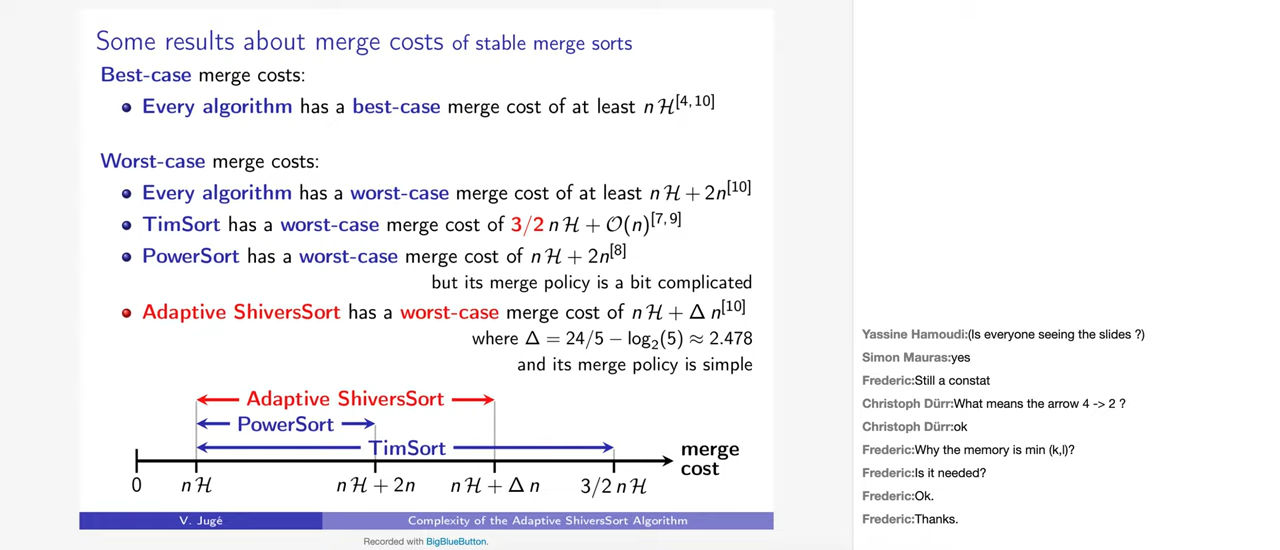 Some results about merge costs of stable merge sorts
Best-case merge costs:
Every algorithm has a best-case merge cost of at least nℋ[4,10]
Worst-case merge costs:
Every algorithm has a worst-case merge cost of at least nℋ + 2n[10]
TimSort has a worst-case merge cost of 3/2 nℋ + 𝒪(n)[7,9]
PowerSort has a worst-case merge cost of nℋ + 2n[8]
but its merge policy is a bit complicated
Adaptive ShiversSort has a worst-case merge cost of nℋ + Δ n[10]
where Δ = 24/5 − log₂(5) ≈ 2.478
and its merge policy is simple
Adaptive ShiversSort
PowerSort
TimSort
merge
cost
0 nℋ nℋ + 2n nℋ + Δ n 3/2 nℋ
V. Jugé Complexity of the Adaptive ShiversSort Algorithm
Recorded with BigBlueButton.
Yassine Hamoudi:(Is everyone seeing the slides ?)
Simon Mauras:yes
Frederic:Still a constat
Christoph Dürr:What means the arrow 4 -> 2 ?
Christoph Dürr:ok
Frederic:Why the memory is min (k,l)?
Frederic:Is it needed?
Frederic:Ok.
Frederic:Thanks.